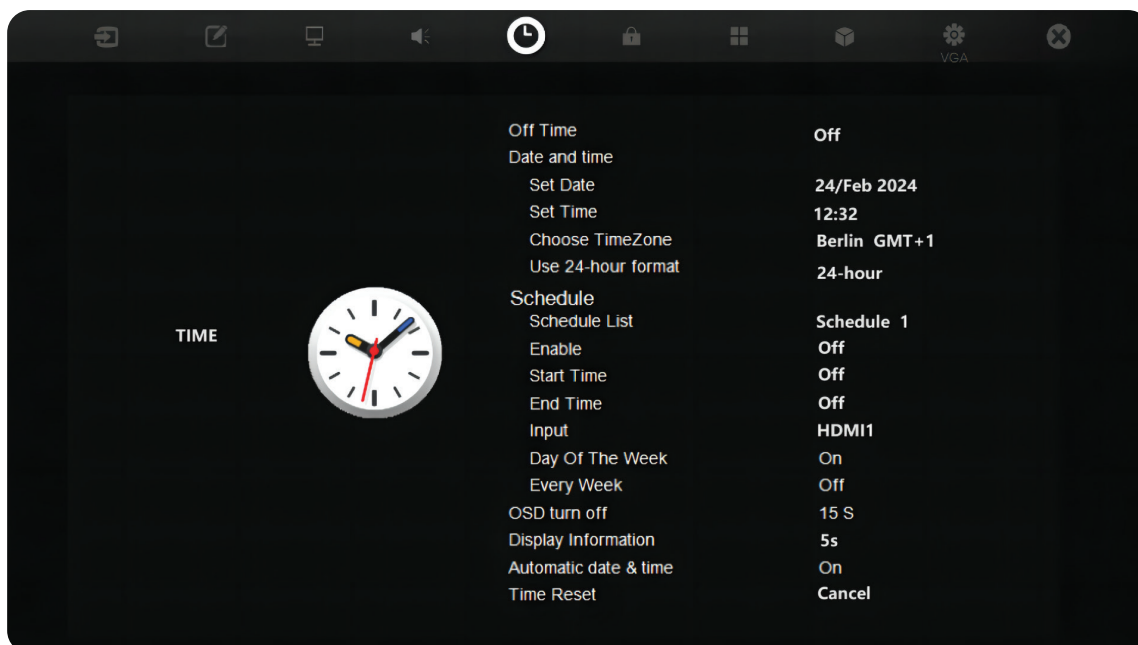 VGA
TIME
Off Time Off
Date and time
Set Date 24/Feb 2024
Set Time 12:32
Choose TimeZone Berlin GMT+1
Use 24-hour format 24-hour
Schedule
Schedule List Schedule 1
Enable Off
Start Time Off
End Time Off
Input HDMI1
Day Of The Week On
Every Week Off
OSD turn off 15 S
Display Information 5s
Automatic date & time On
Time Reset Cancel